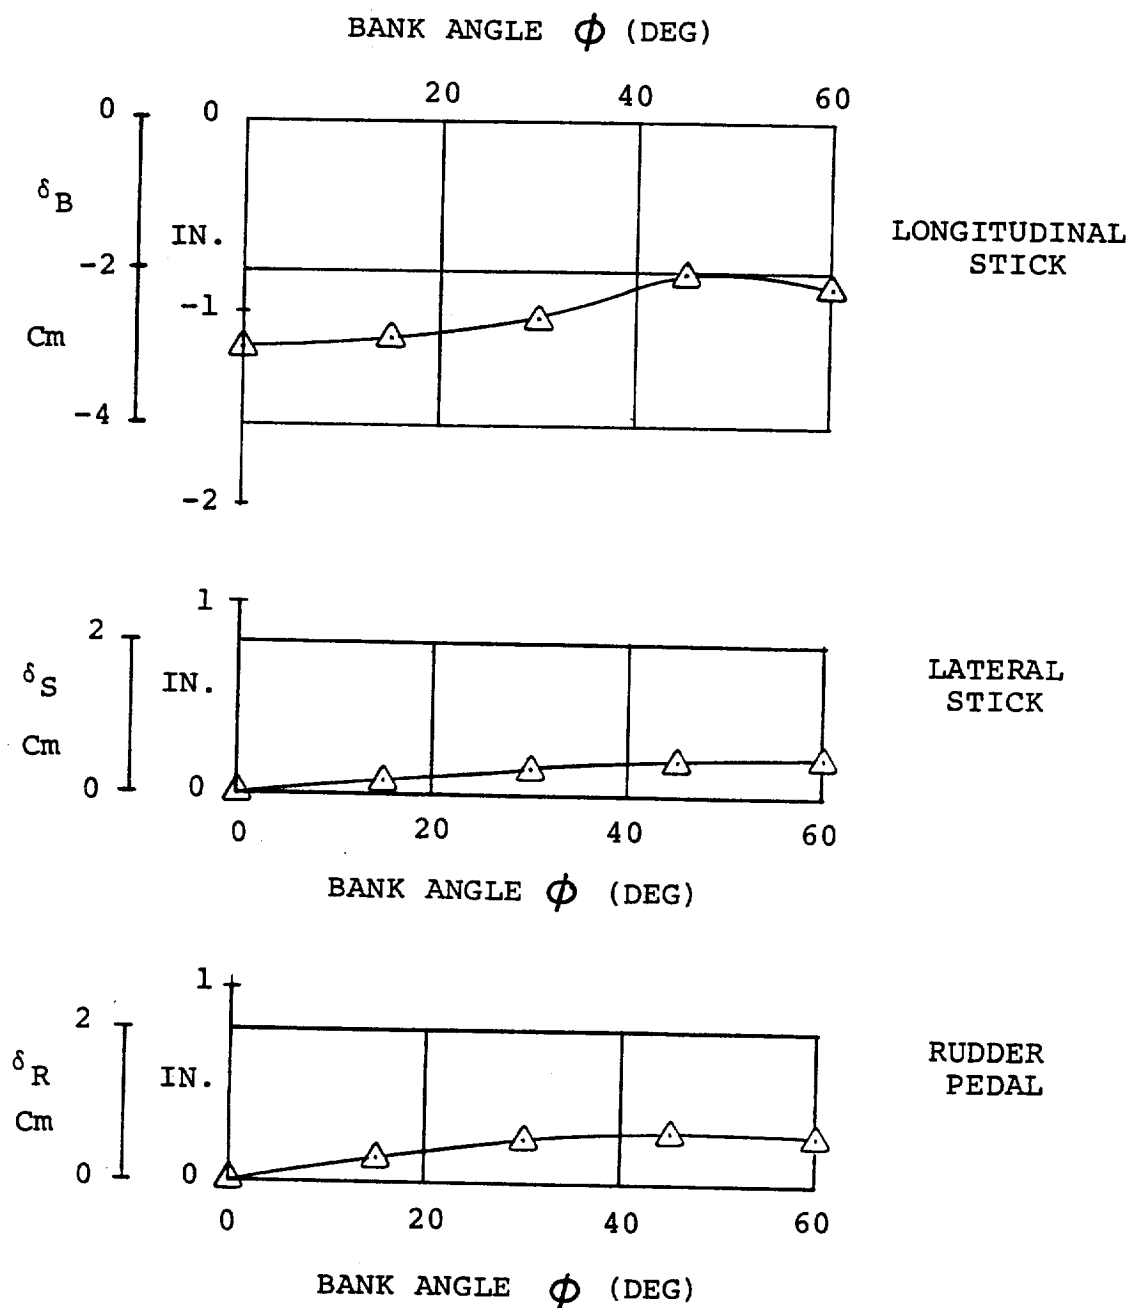 BANK ANGLE ϕ (DEG)
20 40 60
0 0
δB
IN.
LONGITUDINAL
STICK
-2
-1
Cm
-4
-2
1
2
δS
IN.
LATERAL
STICK
Cm
0 0
0 20 40 60
BANK ANGLE ϕ (DEG)
1
2
δR
IN.
RUDDER
PEDAL
Cm
0 0
0 20 40 60
BANK ANGLE ϕ (DEG)